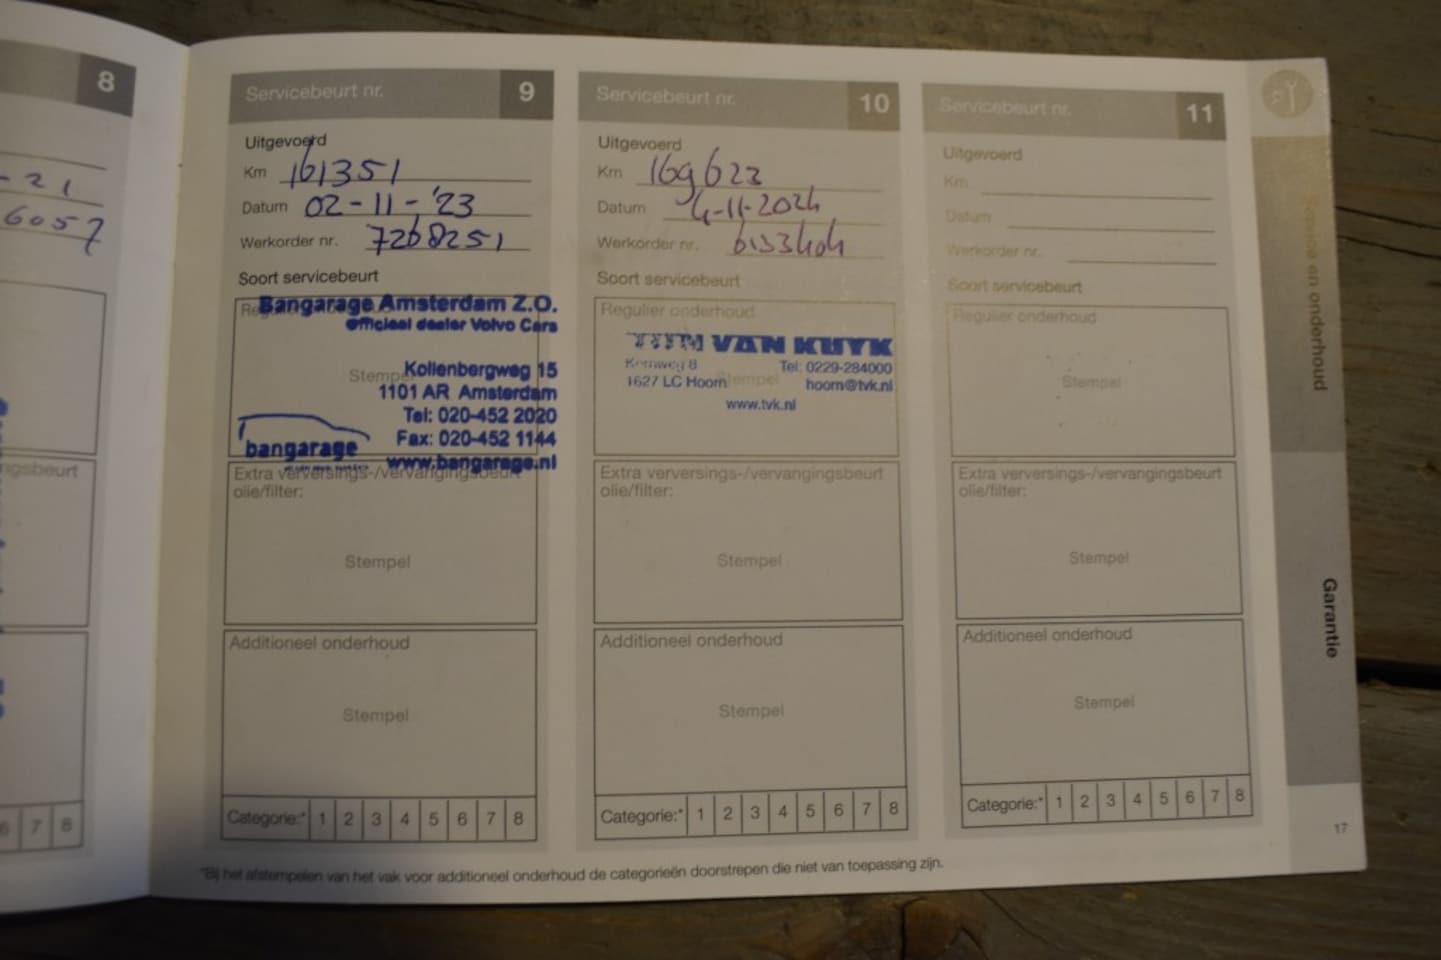 8
- 21
6057
ngsbeurt
6 7 8
Servicebeurt nr. 9
Uitgevoerd
Km 161351
Datum 02-11-'23
Werkorder nr. 7268251
Soort servicebeurt
Bangarage Amsterdam Z.O.
Officieel dealer Volvo Cars
Kollenbergweg 15
Stempel
1101 AR Amsterdam
Tel: 020-452 2020
Fax: 020-452 1144
bangarage
www.bangarage.nl
Extra verversings-/vervangingsbeurt
olie/filter:
Stempel
Additioneel onderhoud
Stempel
Categorie:* 1 2 3 4 5 6 7 8
Servicebeurt nr. 10
Uitgevoerd
Km 169623
Datum 4-11-2024
Werkorder nr. 6153404
Soort servicebeurt
Regulier onderhoud
VAN KUYK
Tel: 0229-284000
1627 LC Hoorn Stempel hoorn@tvk.nl
www.tvk.nl
Extra verversings-/vervangingsbeurt
olie/filter:
Stempel
Additioneel onderhoud
Stempel
Categorie:* 1 2 3 4 5 6 7 8
Servicebeurt nr. 11
Uitgevoerd
Km
Datum
Werkorder nr.
Soort servicebeurt
Regulier onderhoud
Stempel
Extra verversings-/vervangingsbeurt
olie/filter:
Stempel
Additioneel onderhoud
Stempel
Categorie:* 1 2 3 4 5 6 7 8
*Bij het afstempelen van het vak voor additioneel onderhoud de categorieën doorstrepen die niet van toepassing zijn.
Service en onderhoud
Garantie
17